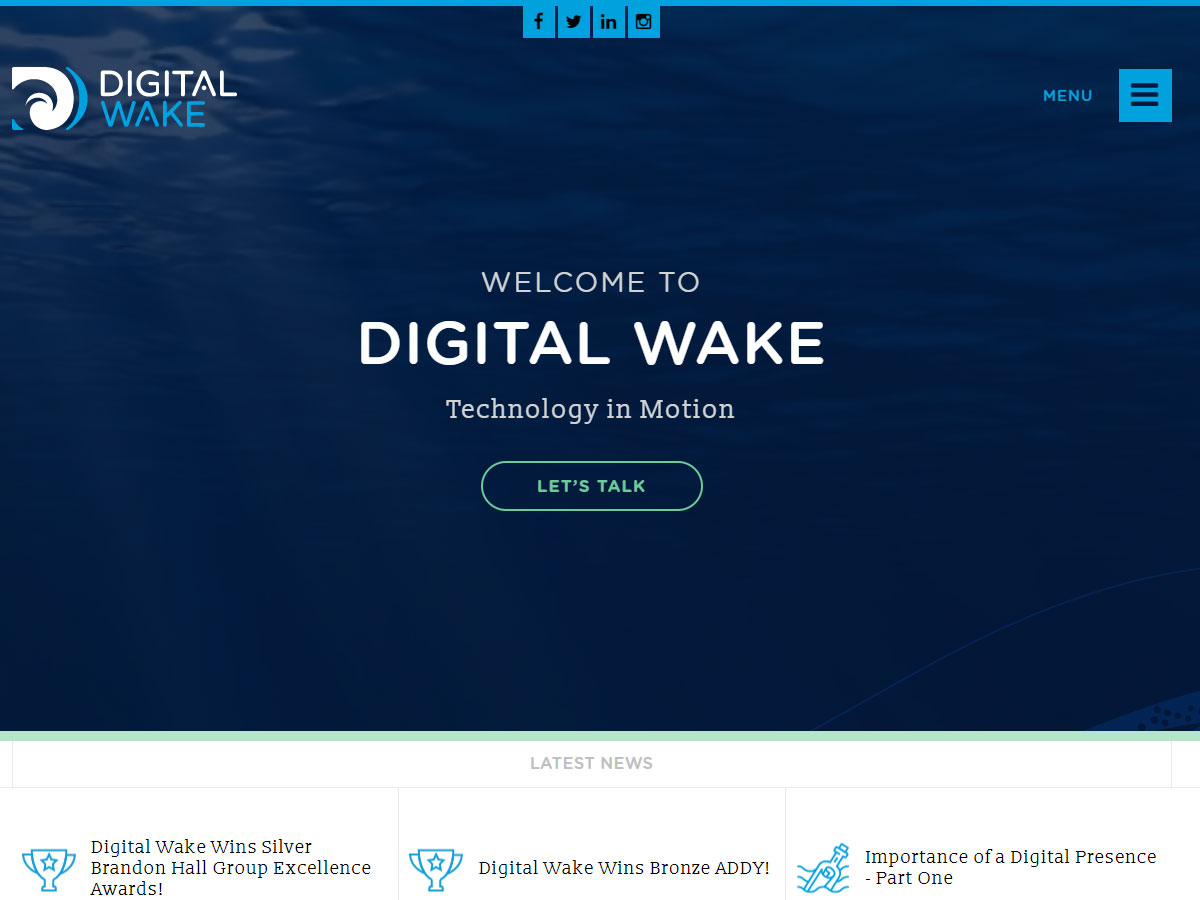 DIGITAL
WAKE
MENU
WELCOME TO
DIGITAL WAKE
Technology in Motion
LET'S TALK
LATEST NEWS
Digital Wake Wins Silver
Brandon Hall Group Excellence
Awards!
Digital Wake Wins Bronze ADDY!
Importance of a Digital Presence
- Part One